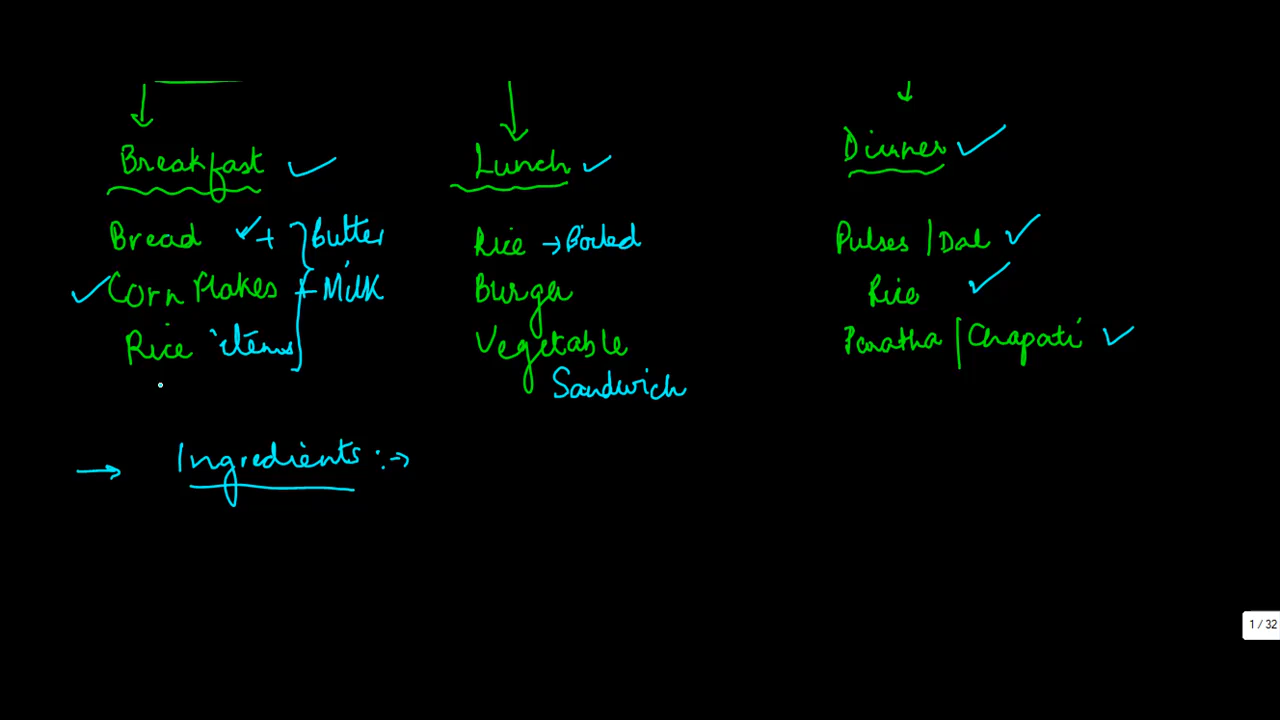 Breakfast
Bread + Butter
Corn Flakes + Milk
Rice items
Lunch
Rice → Boiled
Burger
Vegetable
Sandwich
Dinner
Pulses / Dal
Rice
Paratha / Chapati
→ Ingredients :→
1 / 32